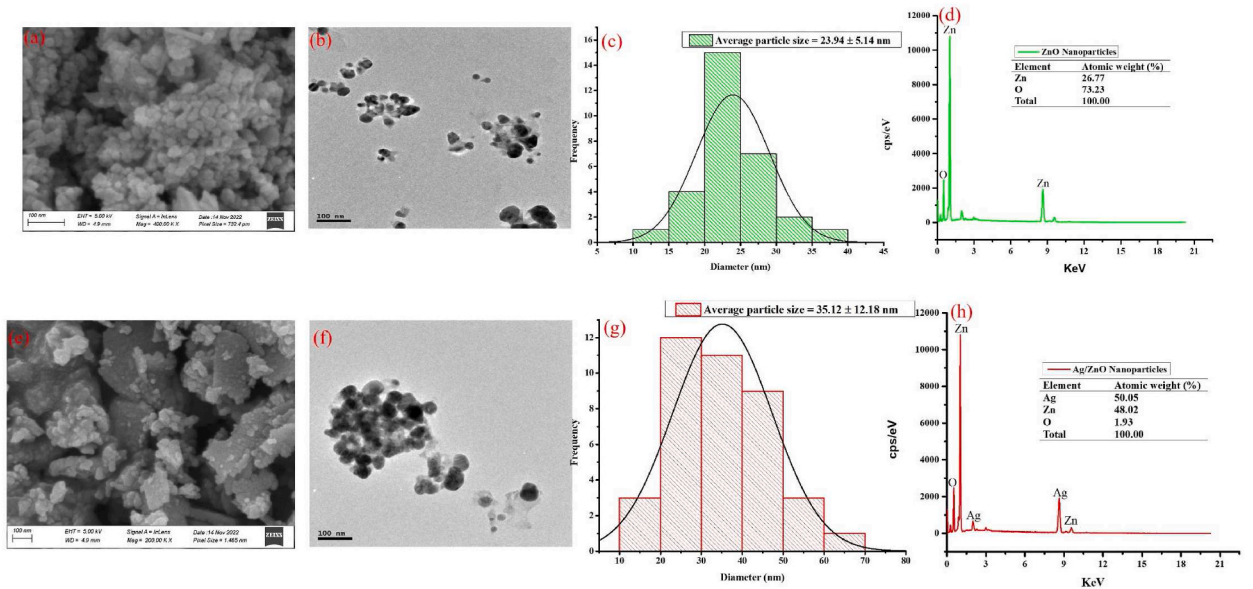 (a)
100 nm
EHT = 5.00 kV
WD = 4.9 mm
Signal A = InLens
Mag = 400.00 K X
Date :14 Nov 2022
ZEISS
(b)
100 nm
(c)
Average particle size = 23.94 ± 5.14 nm
Frequency
16
14
12
10
8
6
4
2
0
5 10 15 20 25 30 35 40 45
Diameter (nm)
(d)
12000
10000
8000
6000
4000
2000
0
cps/eV
Zn
O
Zn
ZnO Nanoparticles
Element Atomic weight (%)
Zn 26.77
O 73.23
Total 100.00
0 3 6 9 12 15 18 21
KeV
(e)
100 nm
EHT = 5.00 kV
WD = 4.9 mm
Signal A = InLens
Mag = 200.00 K X
Date :14 Nov 2022
Pixel Size = 1.465 nm
ZEISS
(f)
100 nm
(g)
Average particle size = 35.12 ± 12.18 nm
Frequency
12
10
8
6
4
2
0
10 20 30 40 50 60 70 80
Diameter (nm)
(h)
12000
10000
8000
6000
4000
2000
0
cps/eV
Zn
O
Ag
Ag
Zn
Ag/ZnO Nanoparticles
Element Atomic weight (%)
Ag 50.05
Zn 48.02
O 1.93
Total 100.00
0 3 6 9 12 15 18 21
KeV